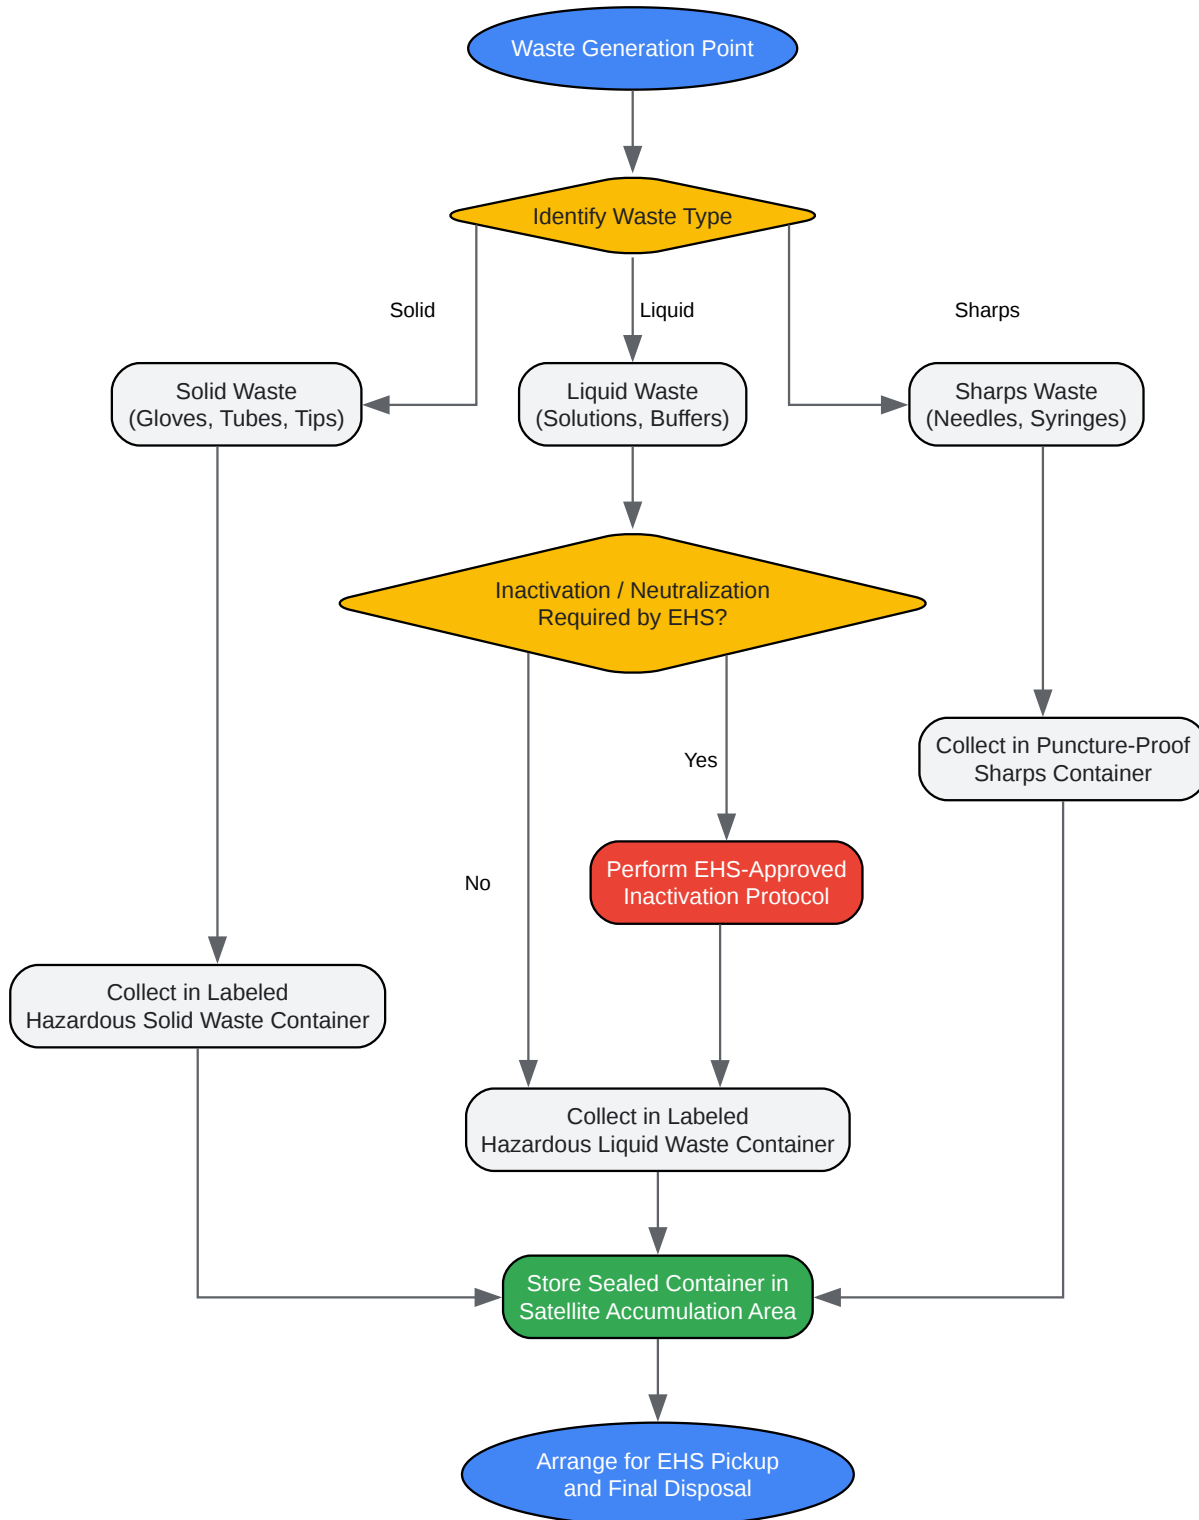 Waste Generation Point
Identify Waste Type
Solid
Liquid
Sharps
Solid Waste
(Gloves, Tubes, Tips)
Liquid Waste
(Solutions, Buffers)
Sharps Waste
(Needles, Syringes)
Inactivation / Neutralization
Required by EHS?
Collect in Puncture-Proof
Sharps Container
Yes
No
Perform EHS-Approved
Inactivation Protocol
Collect in Labeled
Hazardous Solid Waste Container
Collect in Labeled
Hazardous Liquid Waste Container
Store Sealed Container in
Satellite Accumulation Area
Arrange for EHS Pickup
and Final Disposal